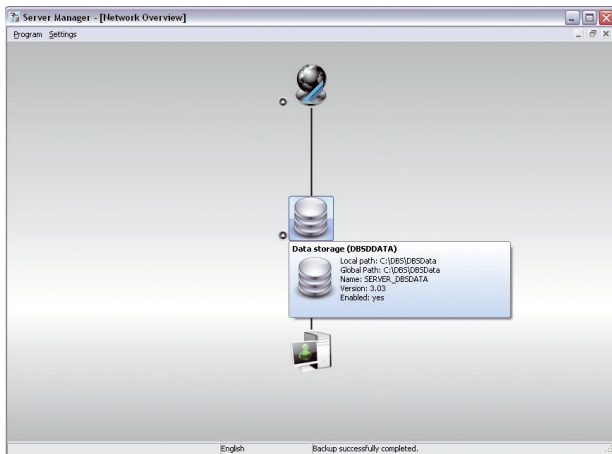 Server Manager - [Network Overview]
Program Settings
Data storage (DBSDDATA)
Local path: C:\DBS\DBSData
Global Path: C:\DBS\DBSData
Name: SERVER_DBSDATA
Version: 3.03
Enabled: yes
English Backup successfully completed.